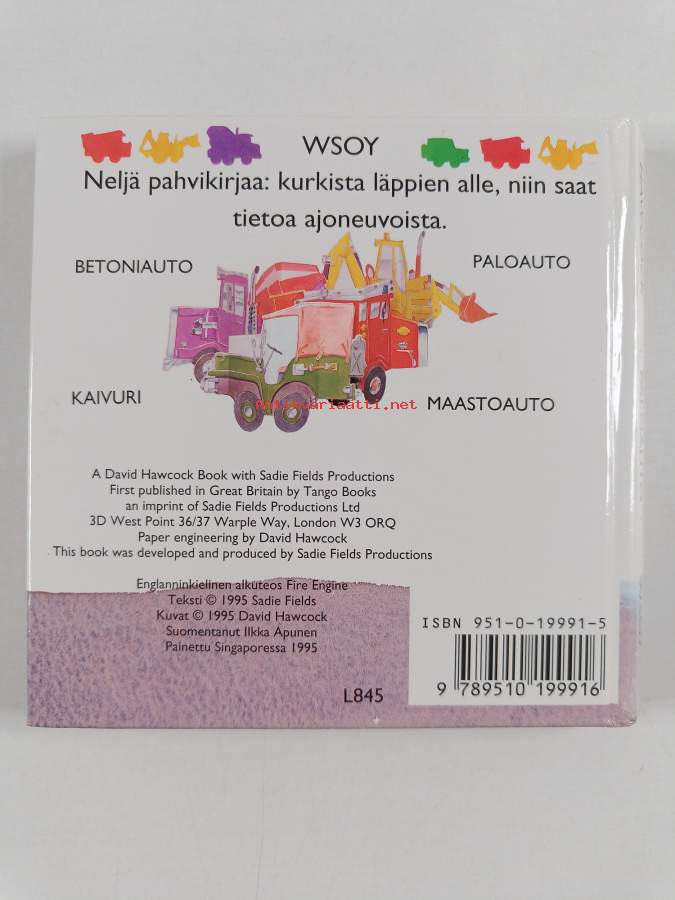 WSOY
Neljä pahvikirjaa: kurkista läppien alle, niin saat
tietoa ajoneuvoista.
BETONIAUTO
PALOAUTO
KAIVURI
MAASTOAUTO
Antikvariaatti.net
A David Hawcock Book with Sadie Fields Productions
First published in Great Britain by Tango Books
an imprint of Sadie Fields Productions Ltd
3D West Point 36/37 Warple Way, London W3 ORQ
Paper engineering by David Hawcock
This book was developed and produced by Sadie Fields Productions
Englanninkielinen alkuteos Fire Engine
Teksti © 1995 Sadie Fields
Kuvat © 1995 David Hawcock
Suomentanut Ilkka Apunen
Painettu Singaporessa 1995
L845
ISBN 951-0-19991-5
9 789510 199916